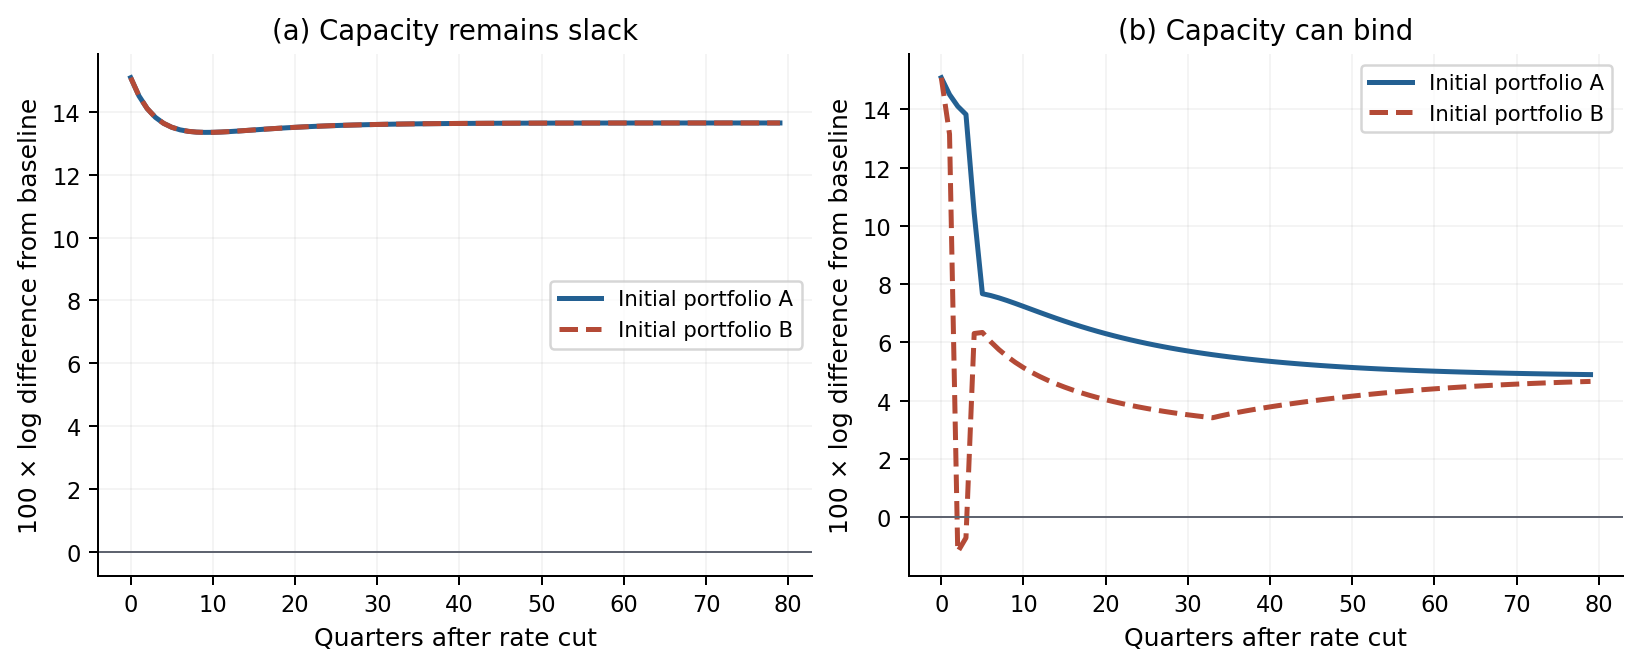 (a) Capacity remains slack
100 × log difference from baseline
14
12
10
8
6
4
2
0
Initial portfolio A
Initial portfolio B
0 10 20 30 40 50 60 70 80
Quarters after rate cut
(b) Capacity can bind
100 × log difference from baseline
14
12
10
8
6
4
2
0
Initial portfolio A
Initial portfolio B
0 10 20 30 40 50 60 70 80
Quarters after rate cut